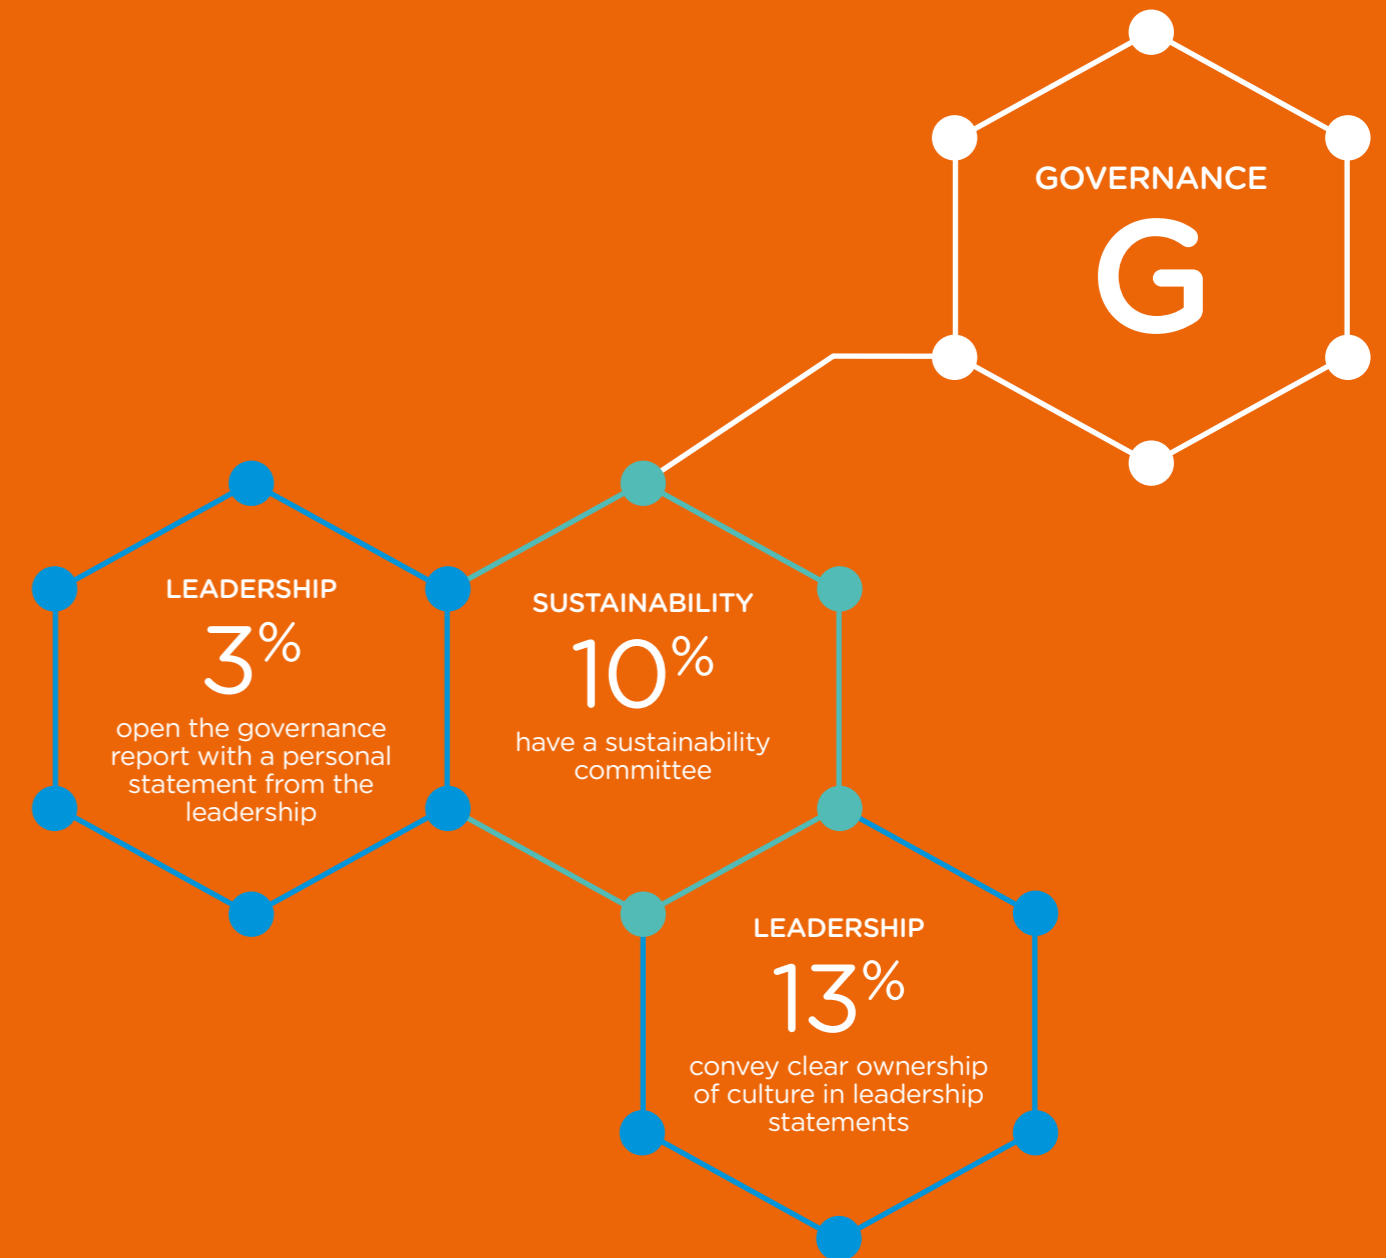 GOVERNANCE
G
LEADERSHIP
3%
open the governance
report with a personal
statement from the
leadership
SUSTAINABILITY
10%
have a sustainability
committee
LEADERSHIP
13%
convey clear ownership
of culture in leadership
statements